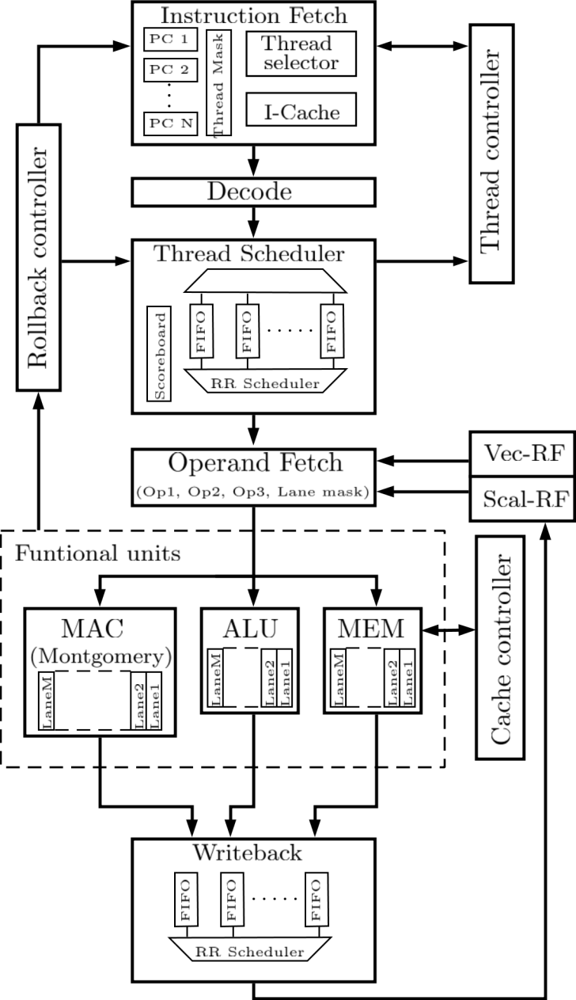 Instruction Fetch
PC 1
PC 2
PC N
Thread Mask
Thread
selector
I-Cache
Thread controller
Rollback controller
Decode
Thread Scheduler
Scoreboard
FIFO
FIFO
FIFO
RR Scheduler
Operand Fetch
(Op1, Op2, Op3, Lane mask)
Vec-RF
Scal-RF
Funtional units
MAC
(Montgomery)
LaneM
Lane2
Lane1
ALU
LaneM
Lane2
Lane1
MEM
LaneM
Lane2
Lane1
Cache controller
Writeback
FIFO
FIFO
FIFO
RR Scheduler